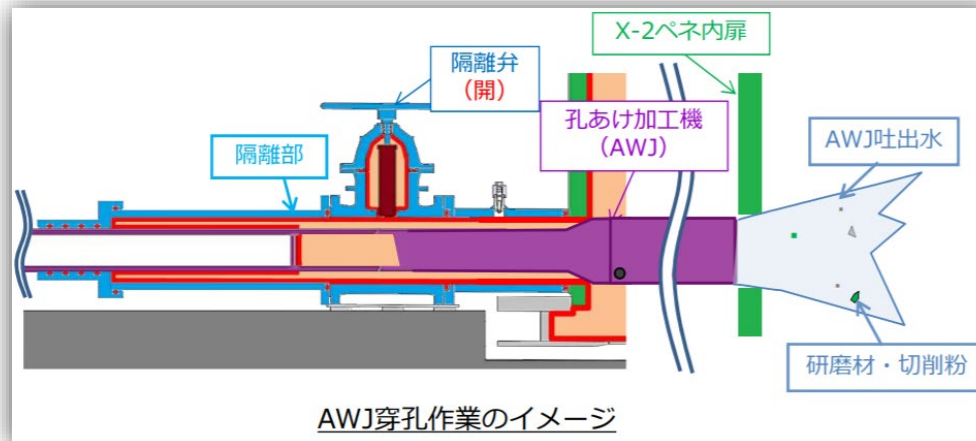 X-2ペネ内扉
隔離弁
（開）
孔あけ加工機
（AWJ）
AWJ吐出水
隔離部
研磨材・切削粉
AWJ穿孔作業のイメージ